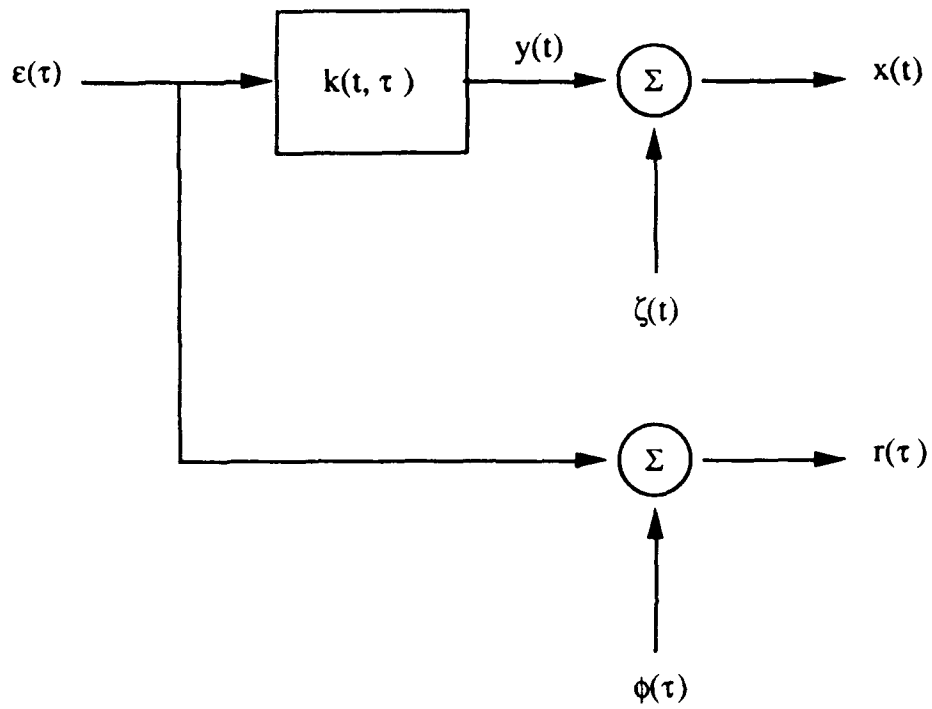 ε(τ)
k(t, τ )
y(t)
Σ
x(t)
ζ(t)
Σ
r(τ )
ϕ(τ)